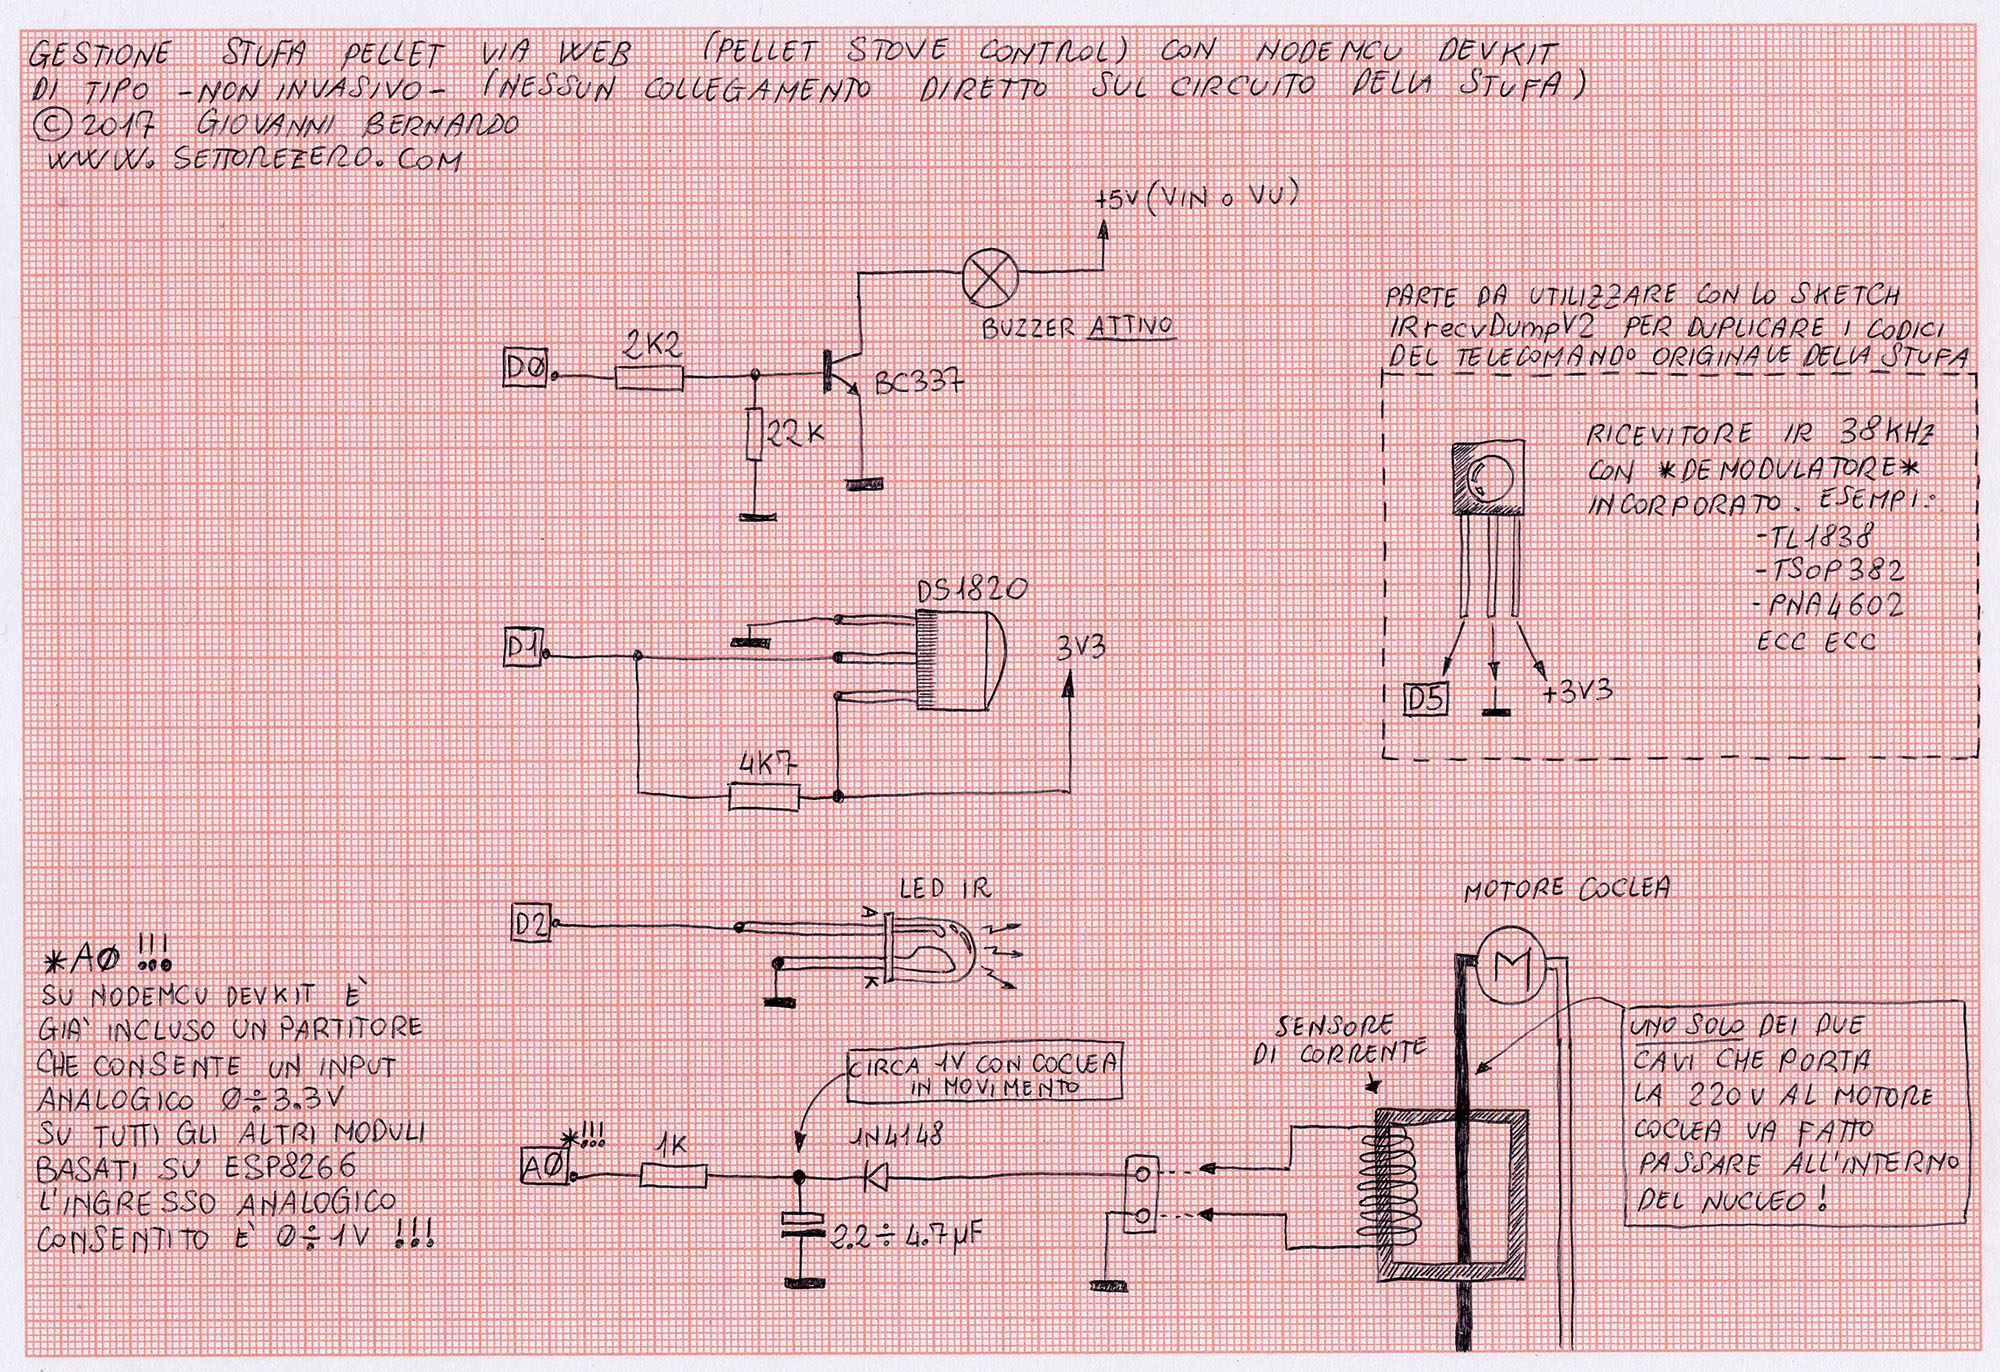 GESTIONE STUFA PELLET VIA WEB (PELLET STOVE CONTROL) CON NODEMCU DEVKIT
DI TIPO -NON INVASIVO- (NESSUN COLLEGAMENTO DIRETTO SUL CIRCUITO DELLA STUFA)
© 2017 GIOVANNI BERNARDO
WWW.SETTOREZERO.COM
+5V (VIN o VU)
BUZZER ATTIVO
D0
2K2
BC337
22K
PARTE DA UTILIZZARE CON LO SKETCH
IRrecvDumpV2 PER DUPLICARE I CODICI
DEL TELECOMANDO ORIGINALE DELLA STUFA
RICEVITORE IR 38KHZ
CON *DEMODULATORE*
INCORPORATO. ESEMPI:
-TL1838
-TSOP382
-PNA4602
ECC ECC
D5
+3V3
DS1820
D1
3V3
4K7
LED IR
D2
A
K
MOTORE COCLEA
M
*AØ !!!
SU NODEMCU DEVKIT È
GIA' INCLUSO UN PARTITORE
CHE CONSENTE UN INPUT
ANALOGICO Ø÷3.3V
SU TUTTI GLI ALTRI MODULI
BASATI SU ESP8266
L'INGRESSO ANALOGICO
CONSENTITO È Ø÷1V !!!
CIRCA 1V CON COCLEA
IN MOVIMENTO
*!!!
AØ
1K
1N4148
2.2÷4.7µF
SENSORE
DI CORRENTE
UNO SOLO DEI DUE
CAVI CHE PORTA
LA 220V AL MOTORE
COCLEA VA FATTO
PASSARE ALL'INTERNO
DEL NUCLEO!